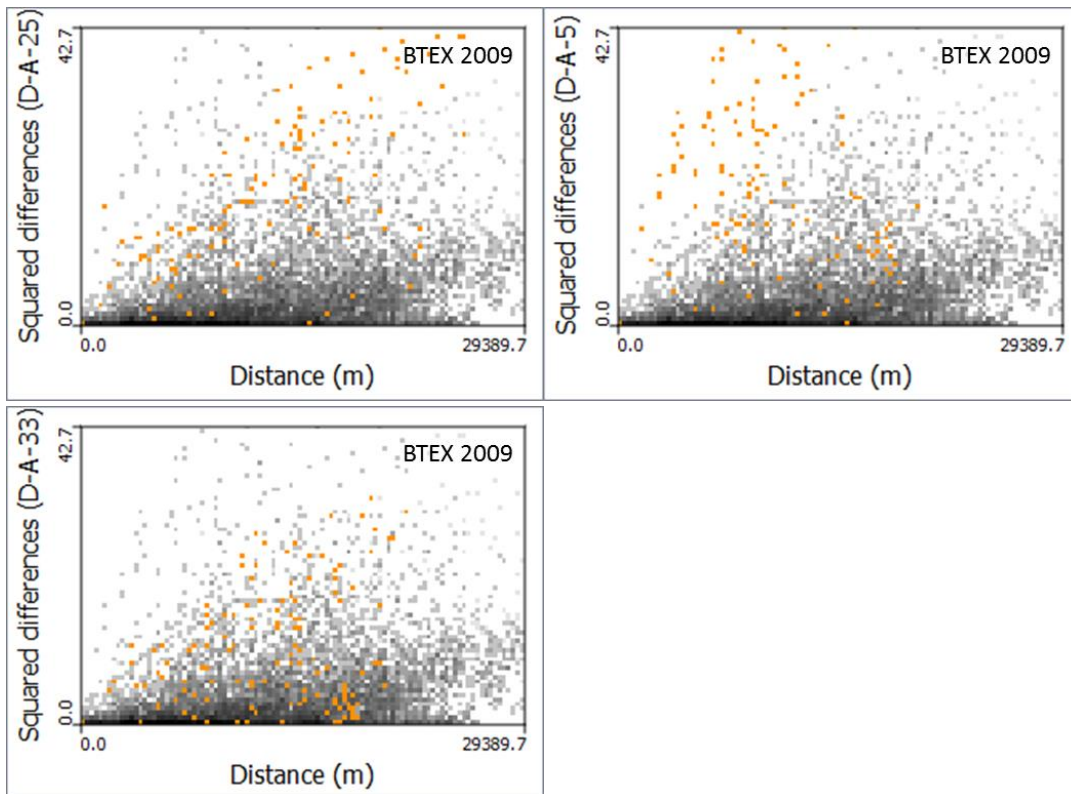 Squared differences (D-A-25)
42.7
BTEX 2009
0.0
0.0
29389.7
Distance (m)
Squared differences (D-A-5)
42.7
BTEX 2009
0.0
0.0
29389.7
Distance (m)
Squared differences (D-A-33)
42.7
BTEX 2009
0.0
0.0
29389.7
Distance (m)